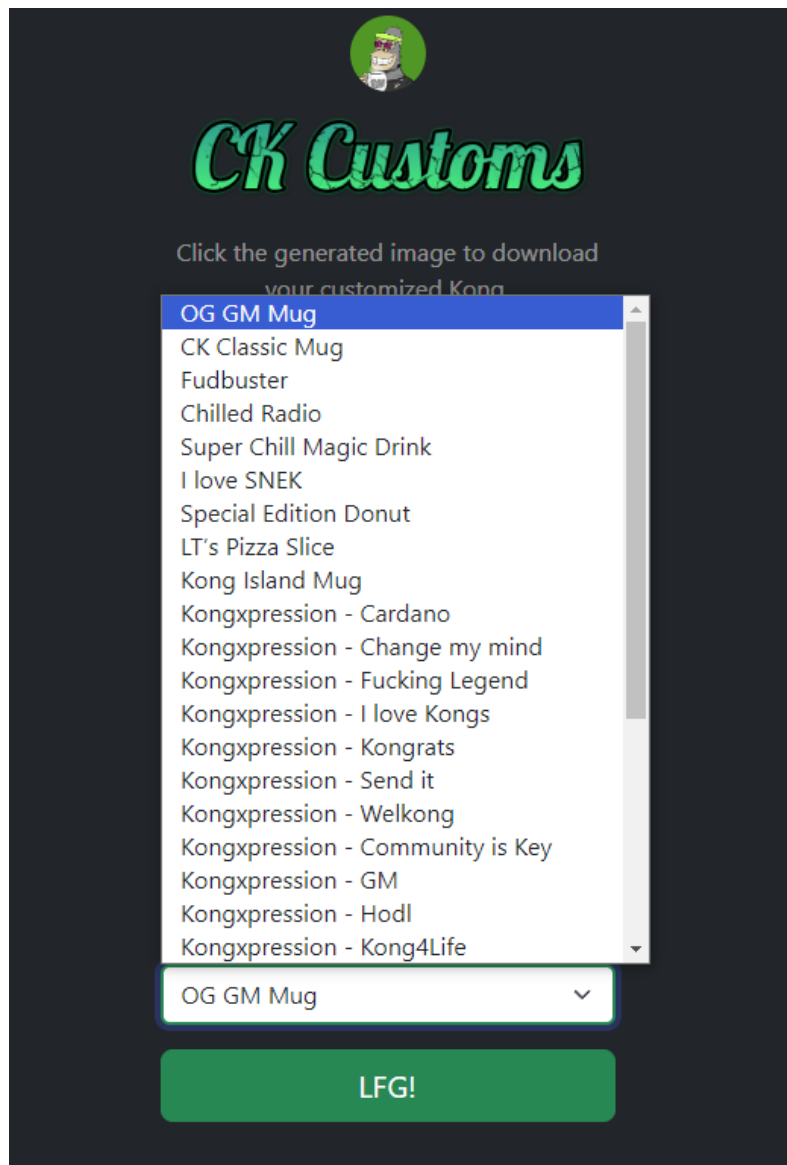 CK Customs
Click the generated image to download
your customized Kong
OG GM Mug
CK Classic Mug
Fudbuster
Chilled Radio
Super Chill Magic Drink
I love SNEK
Special Edition Donut
LT's Pizza Slice
Kong Island Mug
Kongxpression - Cardano
Kongxpression - Change my mind
Kongxpression - Fucking Legend
Kongxpression - I love Kongs
Kongxpression - Kongrats
Kongxpression - Send it
Kongxpression - Welkong
Kongxpression - Community is Key
Kongxpression - GM
Kongxpression - Hodl
Kongxpression - Kong4Life
OG GM Mug
LFG!